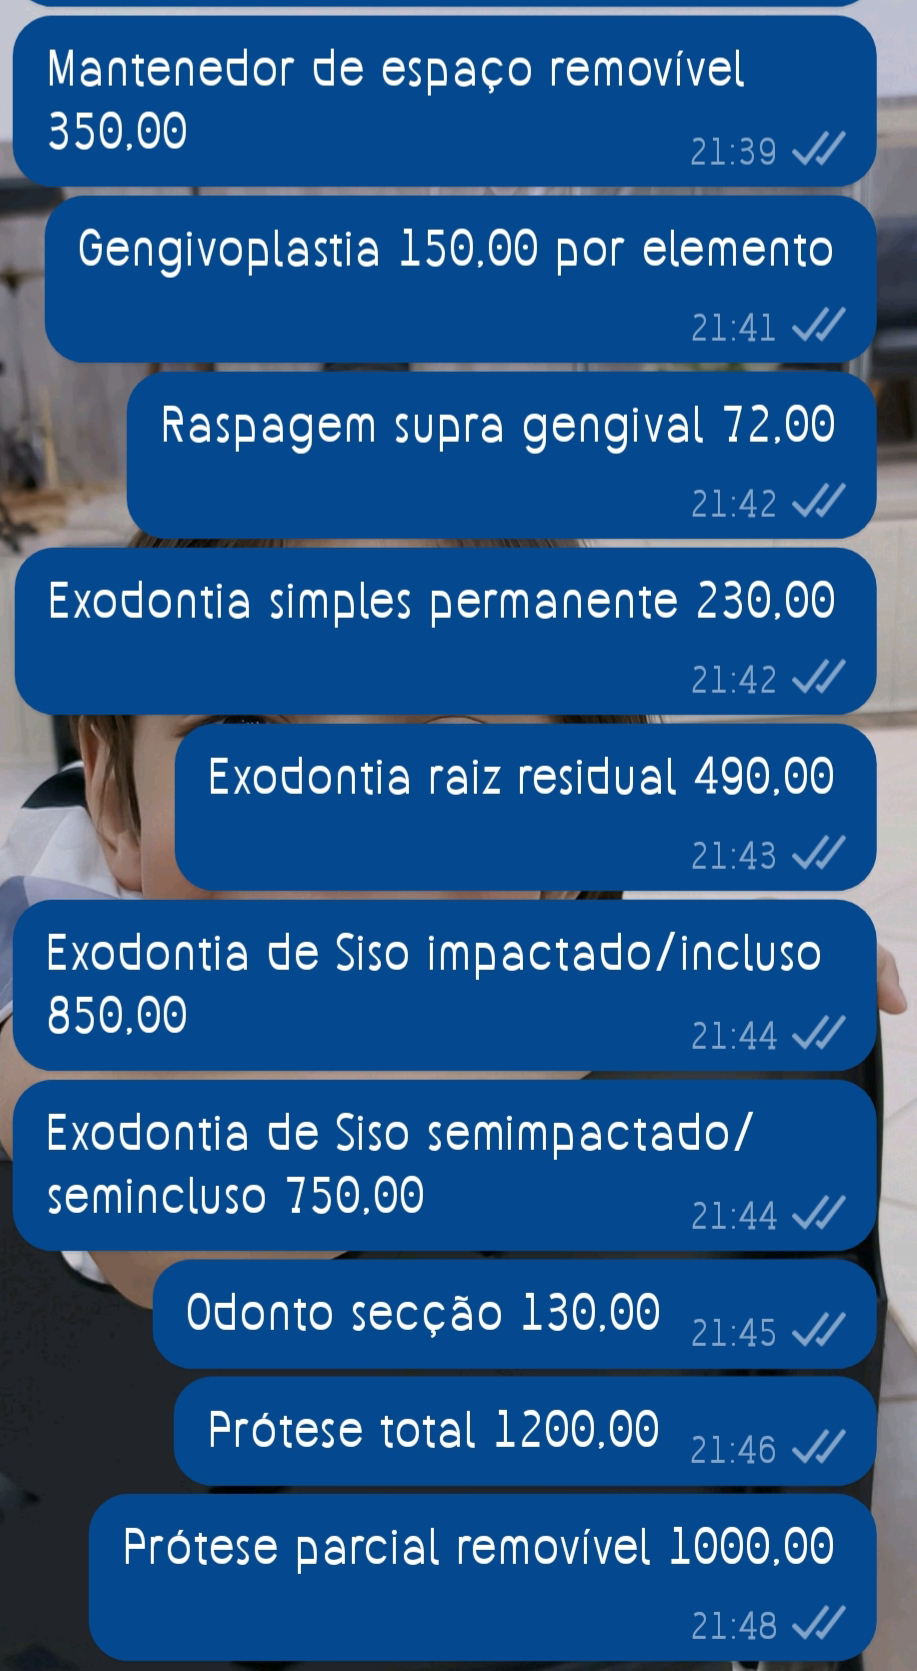 Mantenedor de espaço removível
350,00
21:39
Gengivoplastia 150,00 por elemento
21:41
Raspagem supra gengival 72,00
21:42
Exodontia simples permanente 230,00
21:42
Exodontia raiz residual 490,00
21:43
Exodontia de Siso impactado/incluso
850,00
21:44
Exodontia de Siso semimpactado/
semincluso 750,00
21:44
Odonto secção 130,00
21:45
Prótese total 1200,00
21:46
Prótese parcial removível 1000,00
21:48